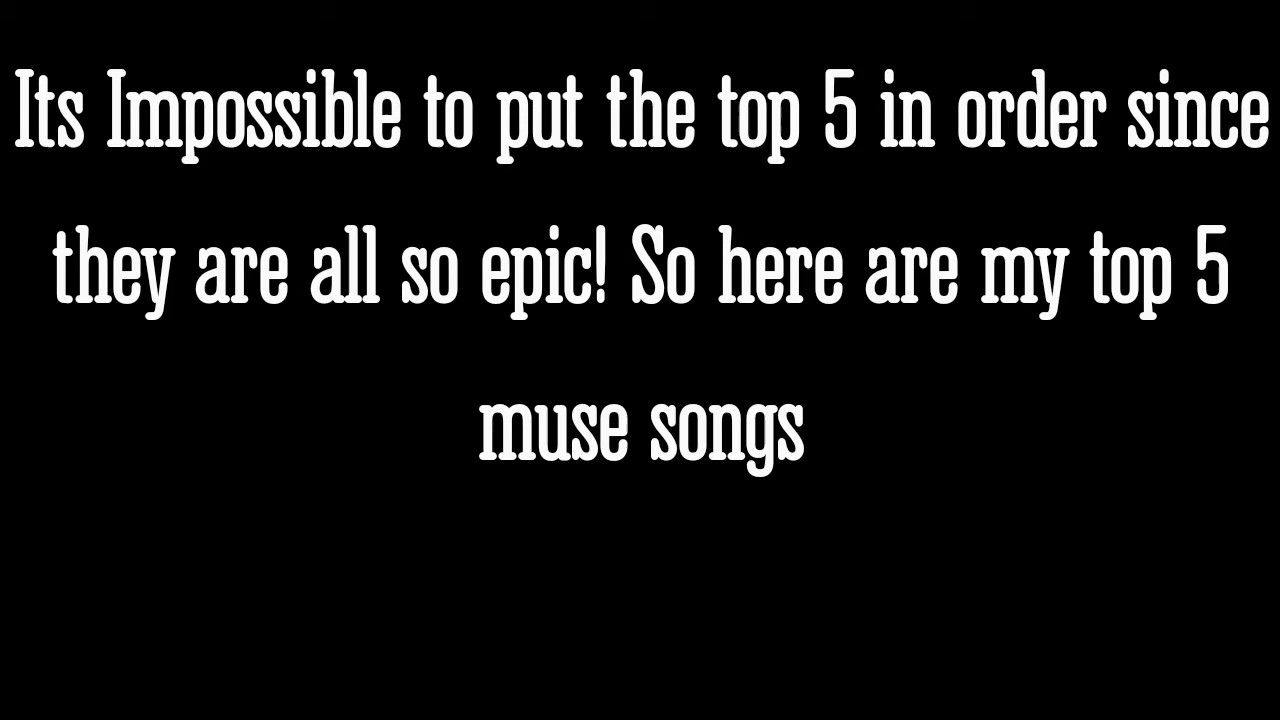 Its Impossible to put the top 5 in order since
they are all so epic! So here are my top 5
muse songs